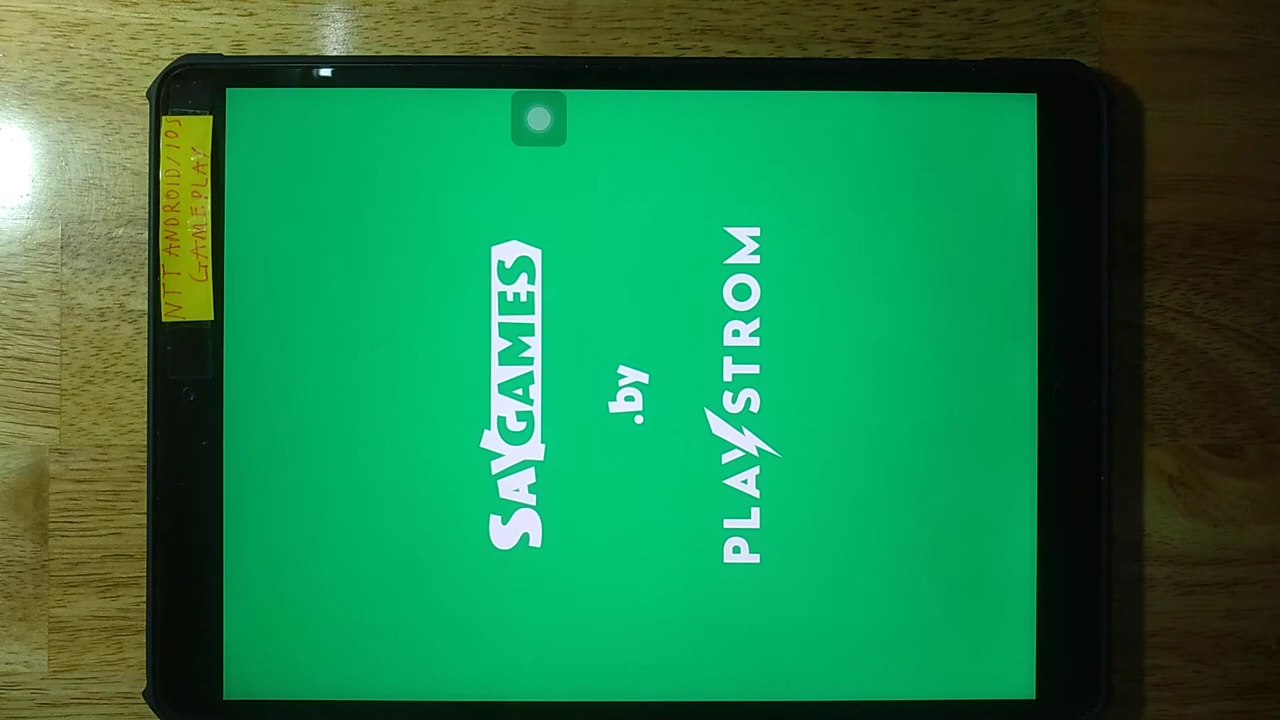 NTT ANDROID/IOS
GAMEPLAY
SAYGAMES
.by
PLAYSTROM